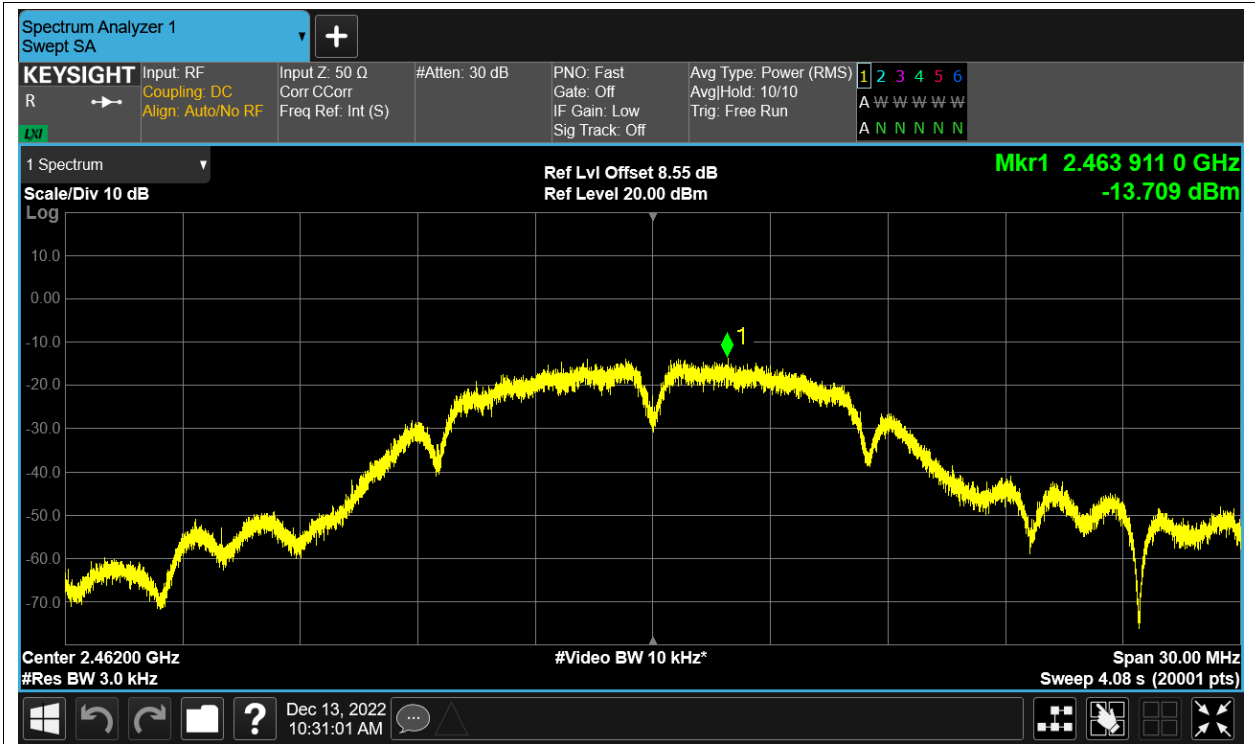 Spectrum Analyzer 1
Swept SA
KEYSIGHT
R
LXI
Input: RF
Coupling: DC
Align: Auto/No RF
Input Z: 50 Ω
Corr CCorr
Freq Ref: Int (S)
#Atten: 30 dB
PNO: Fast
Gate: Off
IF Gain: Low
Sig Track: Off
Avg Type: Power (RMS)
Avg|Hold: 10/10
Trig: Free Run
1 2 3 4 5 6
A W W W W W
A N N N N N
1 Spectrum
Scale/Div 10 dB
Log
Ref Lvl Offset 8.55 dB
Ref Level 20.00 dBm
Mkr1 2.463 911 0 GHz
-13.709 dBm
10.0
0.00
-10.0
-20.0
-30.0
-40.0
-50.0
-60.0
-70.0
1
Center 2.46200 GHz
#Res BW 3.0 kHz
#Video BW 10 kHz*
Span 30.00 MHz
Sweep 4.08 s (20001 pts)
?
Dec 13, 2022
10:31:01 AM